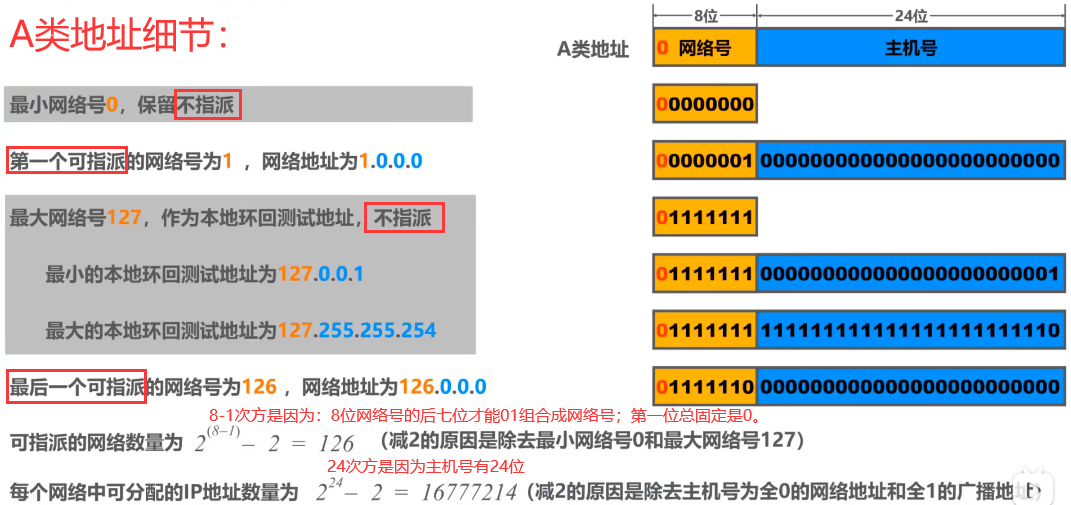 A类地址细节：
8位 24位
A类地址 0 网络号 主机号
最小网络号0，保留不指派 00000000
第一个可指派的网络号为1 ，网络地址为1.0.0.0 00000001 000000000000000000000000
最大网络号127，作为本地环回测试地址，不指派 01111111
最小的本地环回测试地址为127.0.0.1 01111111 000000000000000000000001
最大的本地环回测试地址为127.255.255.254 01111111 111111111111111111111110
最后一个可指派的网络号为126 ，网络地址为126.0.0.0 01111110 000000000000000000000000
8-1次方是因为：8位网络号的后七位才能01组合成网络号；第一位总固定是0。
可指派的网络数量为 2^(8−1) − 2 = 126 （减2的原因是除去最小网络号0和最大网络号127）
24次方是因为主机号有24位
每个网络中可分配的IP地址数量为 2^24 − 2 = 16777214（减2的原因是除去主机号为全0的网络地址和全1的广播地址）